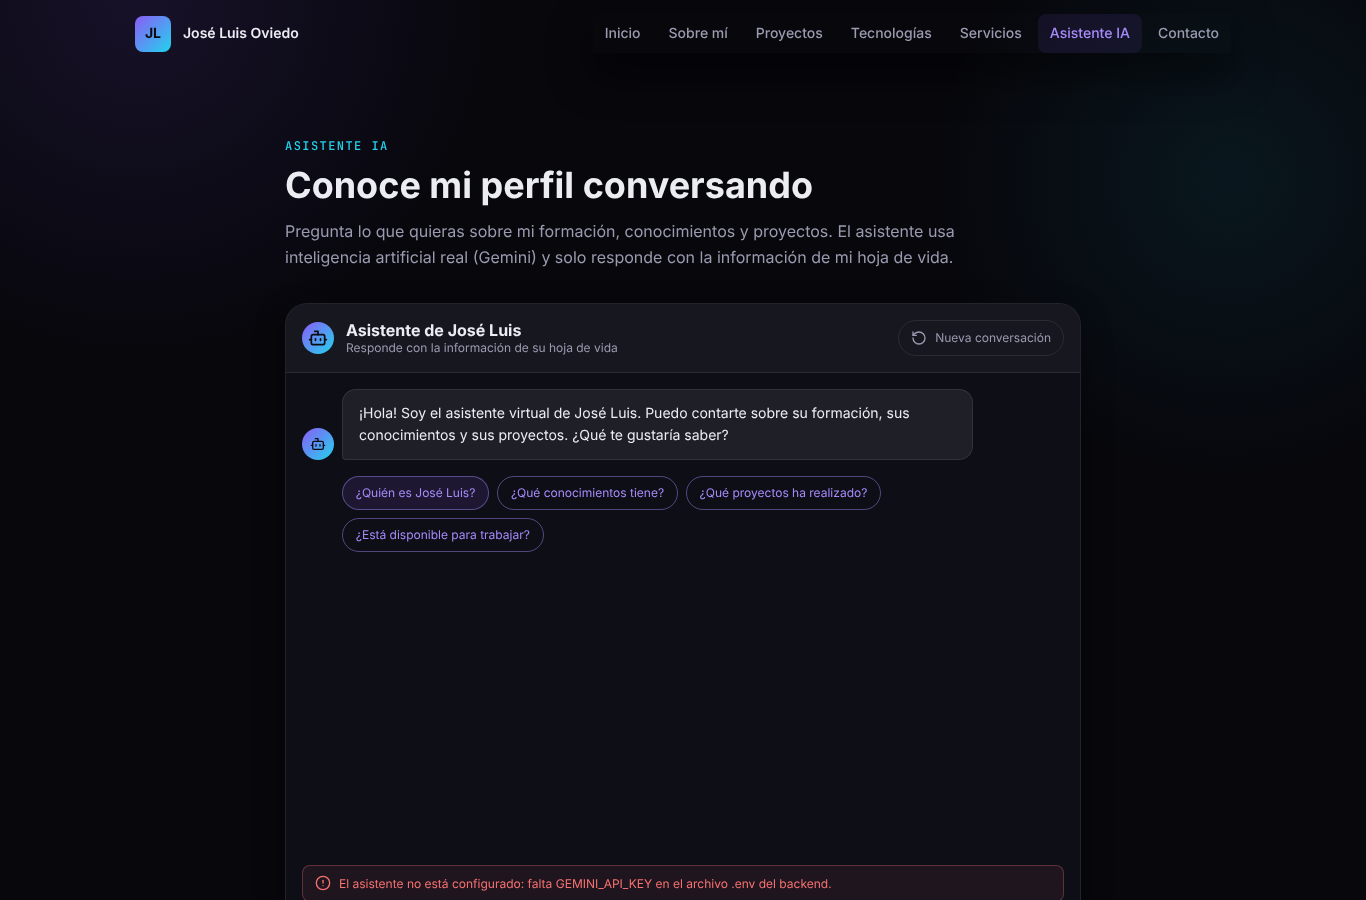 JL
José Luis Oviedo
Inicio
Sobre mí
Proyectos
Tecnologías
Servicios
Asistente IA
Contacto
ASISTENTE IA
Conoce mi perfil conversando
Pregunta lo que quieras sobre mi formación, conocimientos y proyectos. El asistente usa
inteligencia artificial real (Gemini) y solo responde con la información de mi hoja de vida.
Asistente de José Luis
Responde con la información de su hoja de vida
Nueva conversación
¡Hola! Soy el asistente virtual de José Luis. Puedo contarte sobre su formación, sus
conocimientos y sus proyectos. ¿Qué te gustaría saber?
¿Quién es José Luis?
¿Qué conocimientos tiene?
¿Qué proyectos ha realizado?
¿Está disponible para trabajar?
El asistente no está configurado: falta GEMINI_API_KEY en el archivo .env del backend.